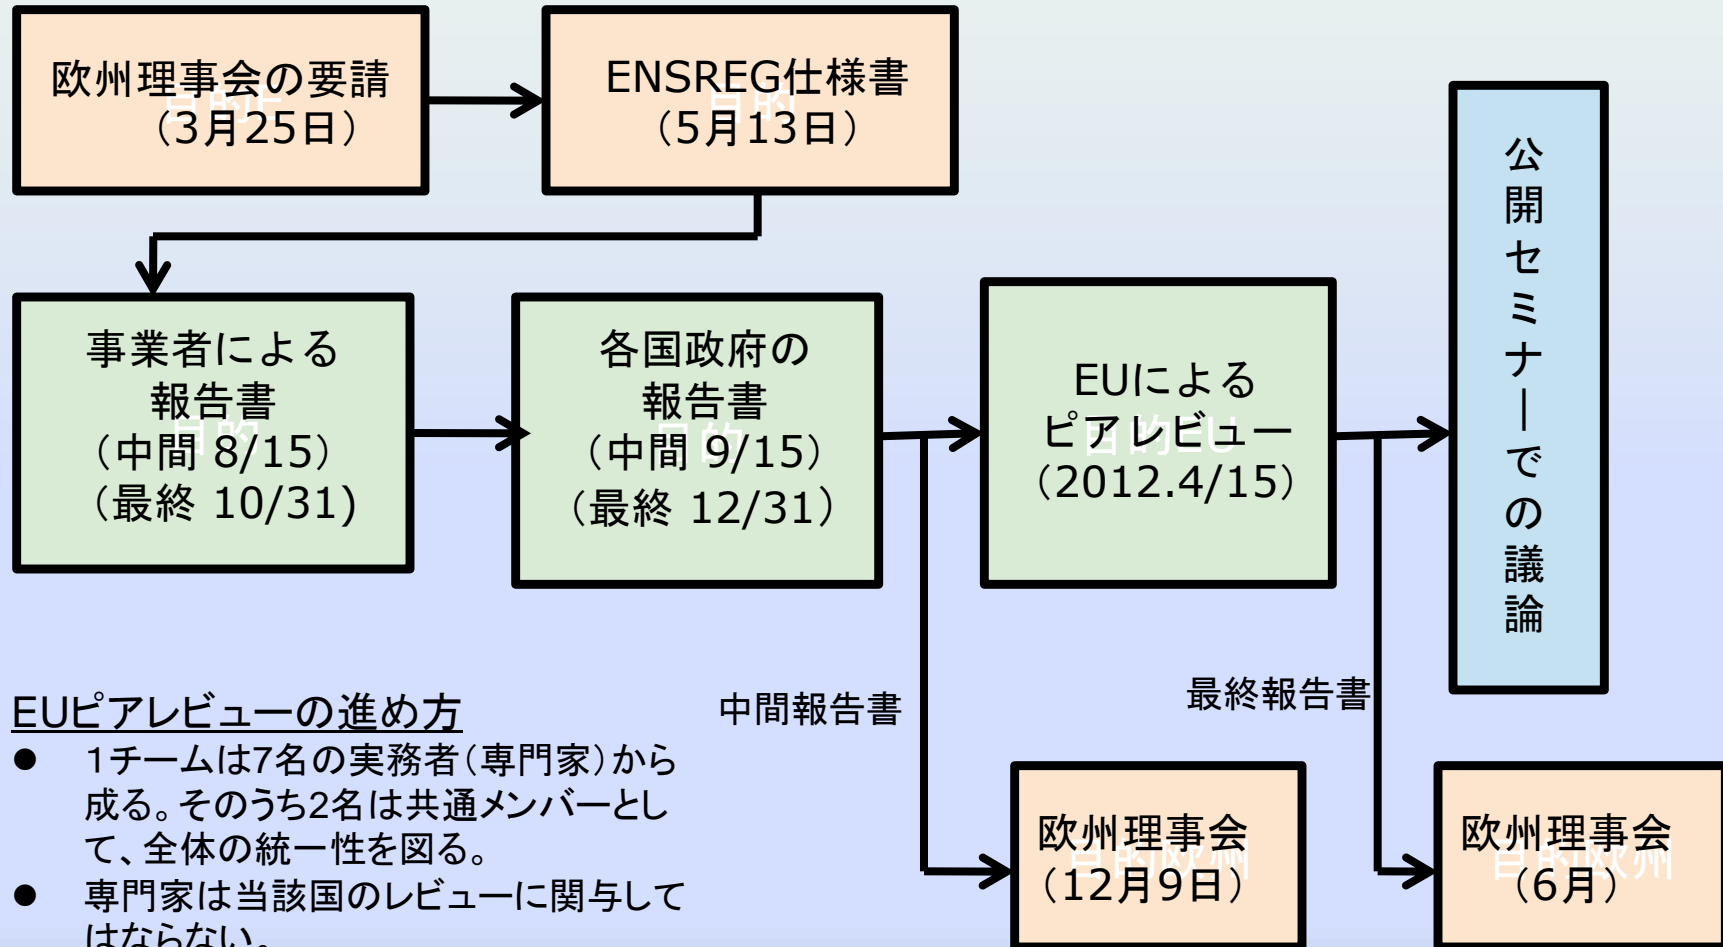 欧州理事会の要請
（3月25日）
ENSREG仕様書
（5月13日）
公開セミナーでの議論
事業者による
報告書
（中間 8/15）
（最終 10/31)
各国政府の
報告書
（中間 9/15）
（最終 12/31）
EUによる
ピアレビュー
（2012.4/15）
中間報告書
最終報告書
欧州理事会
（12月9日）
欧州理事会
（6月）
EUピアレビューの進め方
● 1チームは7名の実務者（専門家）から
成る。そのうち2名は共通メンバーとし
て、全体の統一性を図る。
● 専門家は当該国のレビューに関与して
はならない。